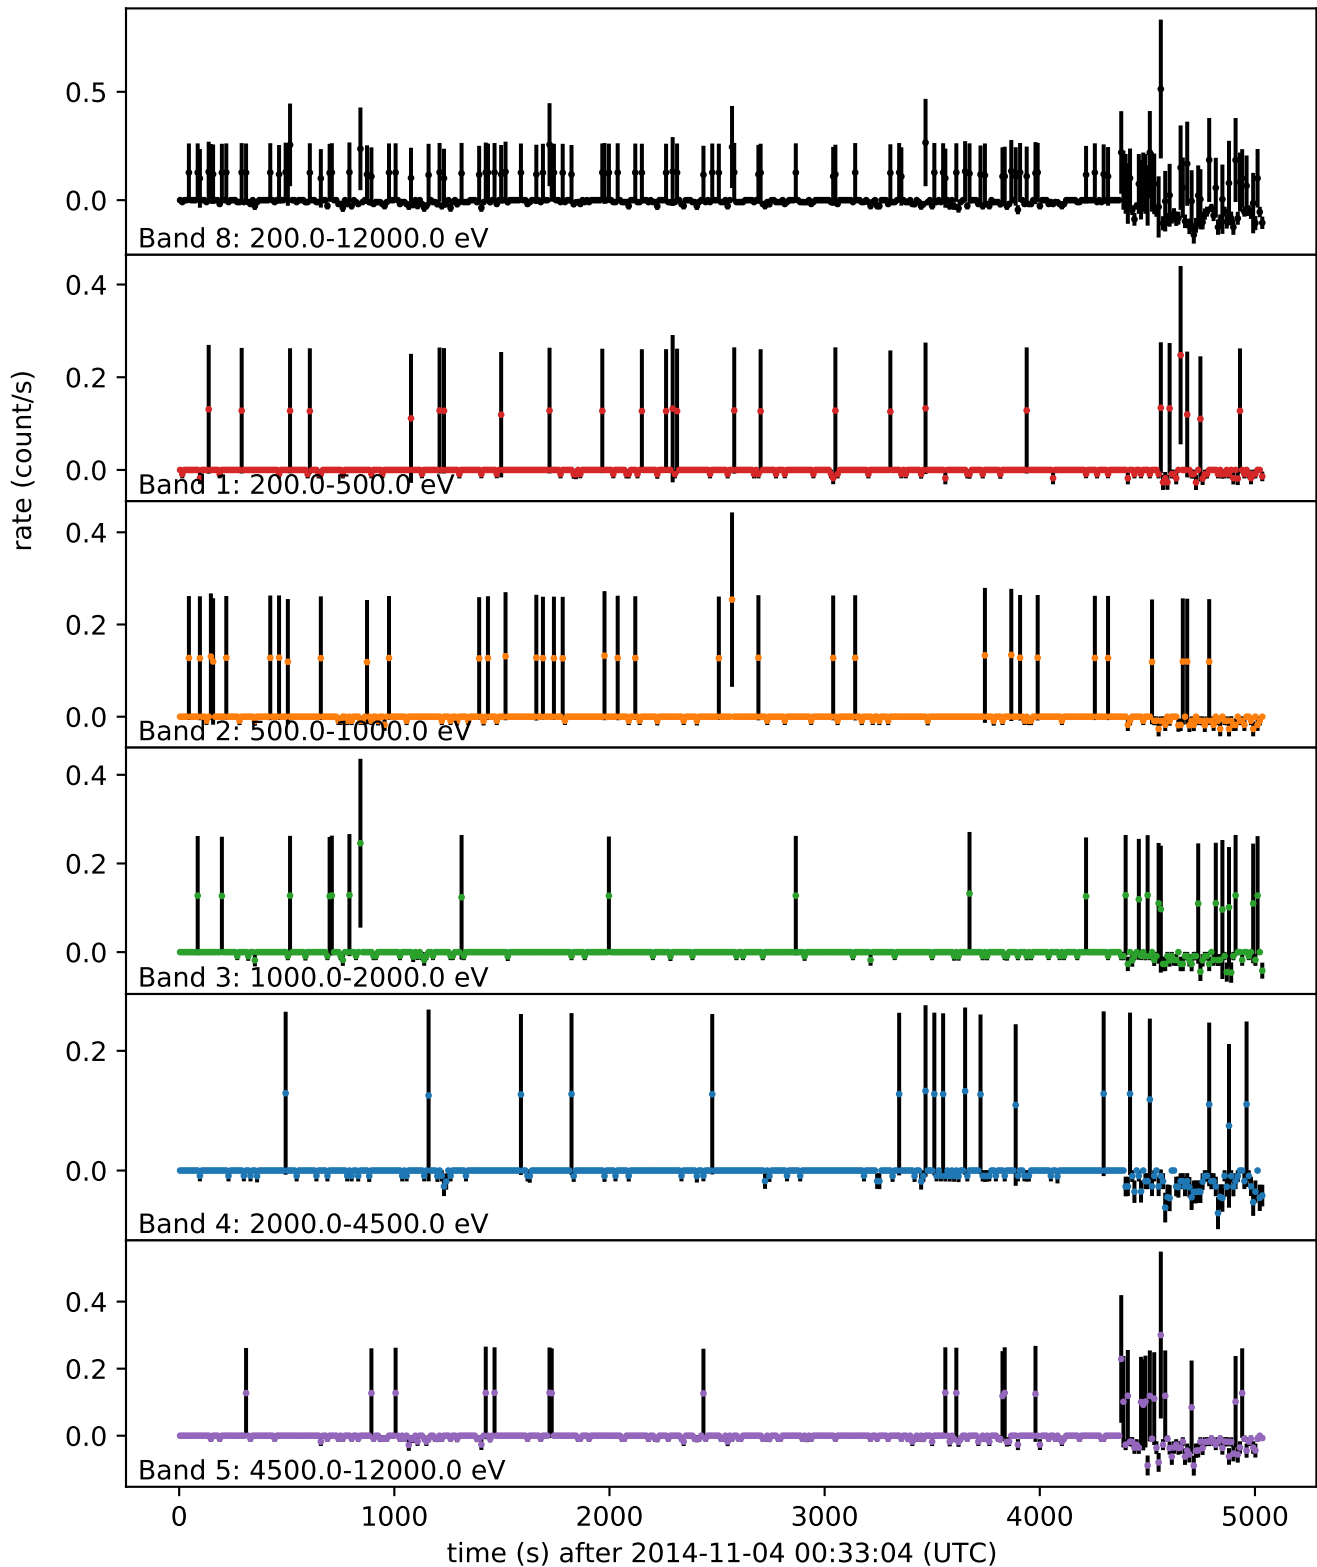 0.5
0.0
Band 8: 200.0-12000.0 eV
0.4
0.2
0.0
Band 1: 200.0-500.0 eV
rate (count/s)
0.4
0.2
0.0
Band 2: 500.0-1000.0 eV
0.4
0.2
0.0
Band 3: 1000.0-2000.0 eV
0.2
0.0
Band 4: 2000.0-4500.0 eV
0.4
0.2
0.0
Band 5: 4500.0-12000.0 eV
0 1000 2000 3000 4000 5000
time (s) after 2014-11-04 00:33:04 (UTC)